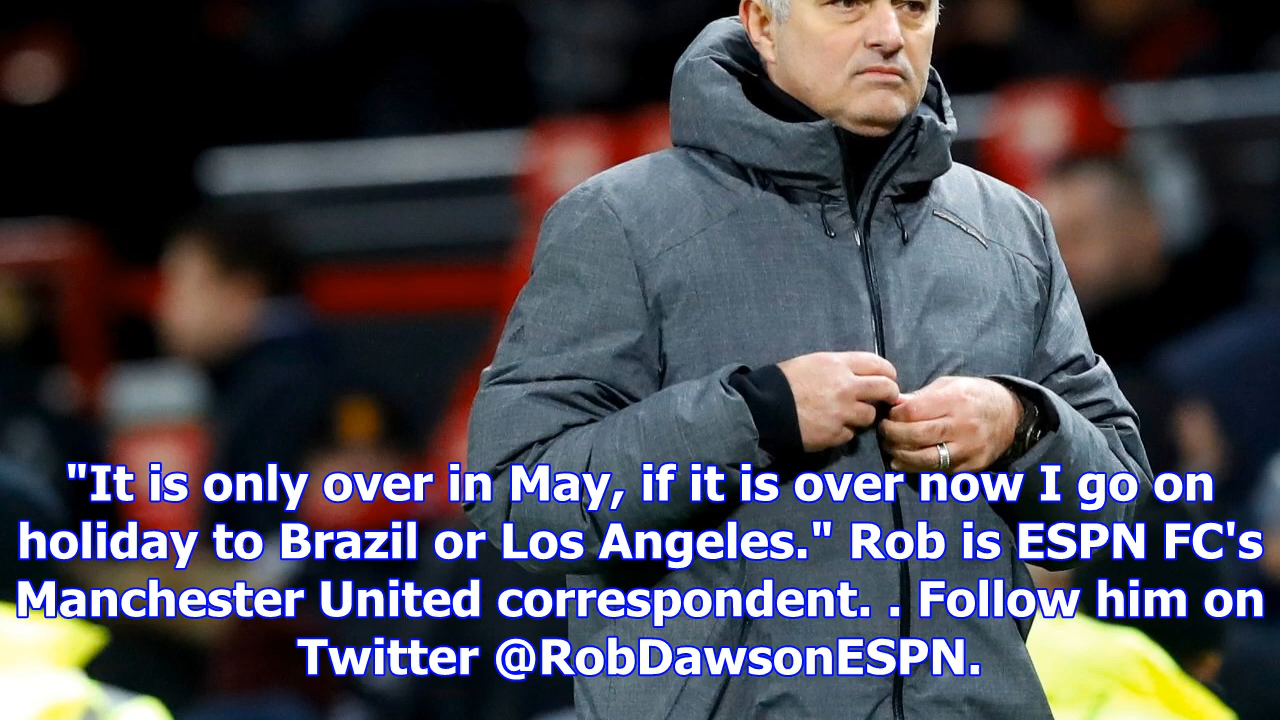 "It is only over in May, if it is over now I go on
holiday to Brazil or Los Angeles." Rob is ESPN FC's
Manchester United correspondent. . Follow him on
Twitter @RobDawsonESPN.